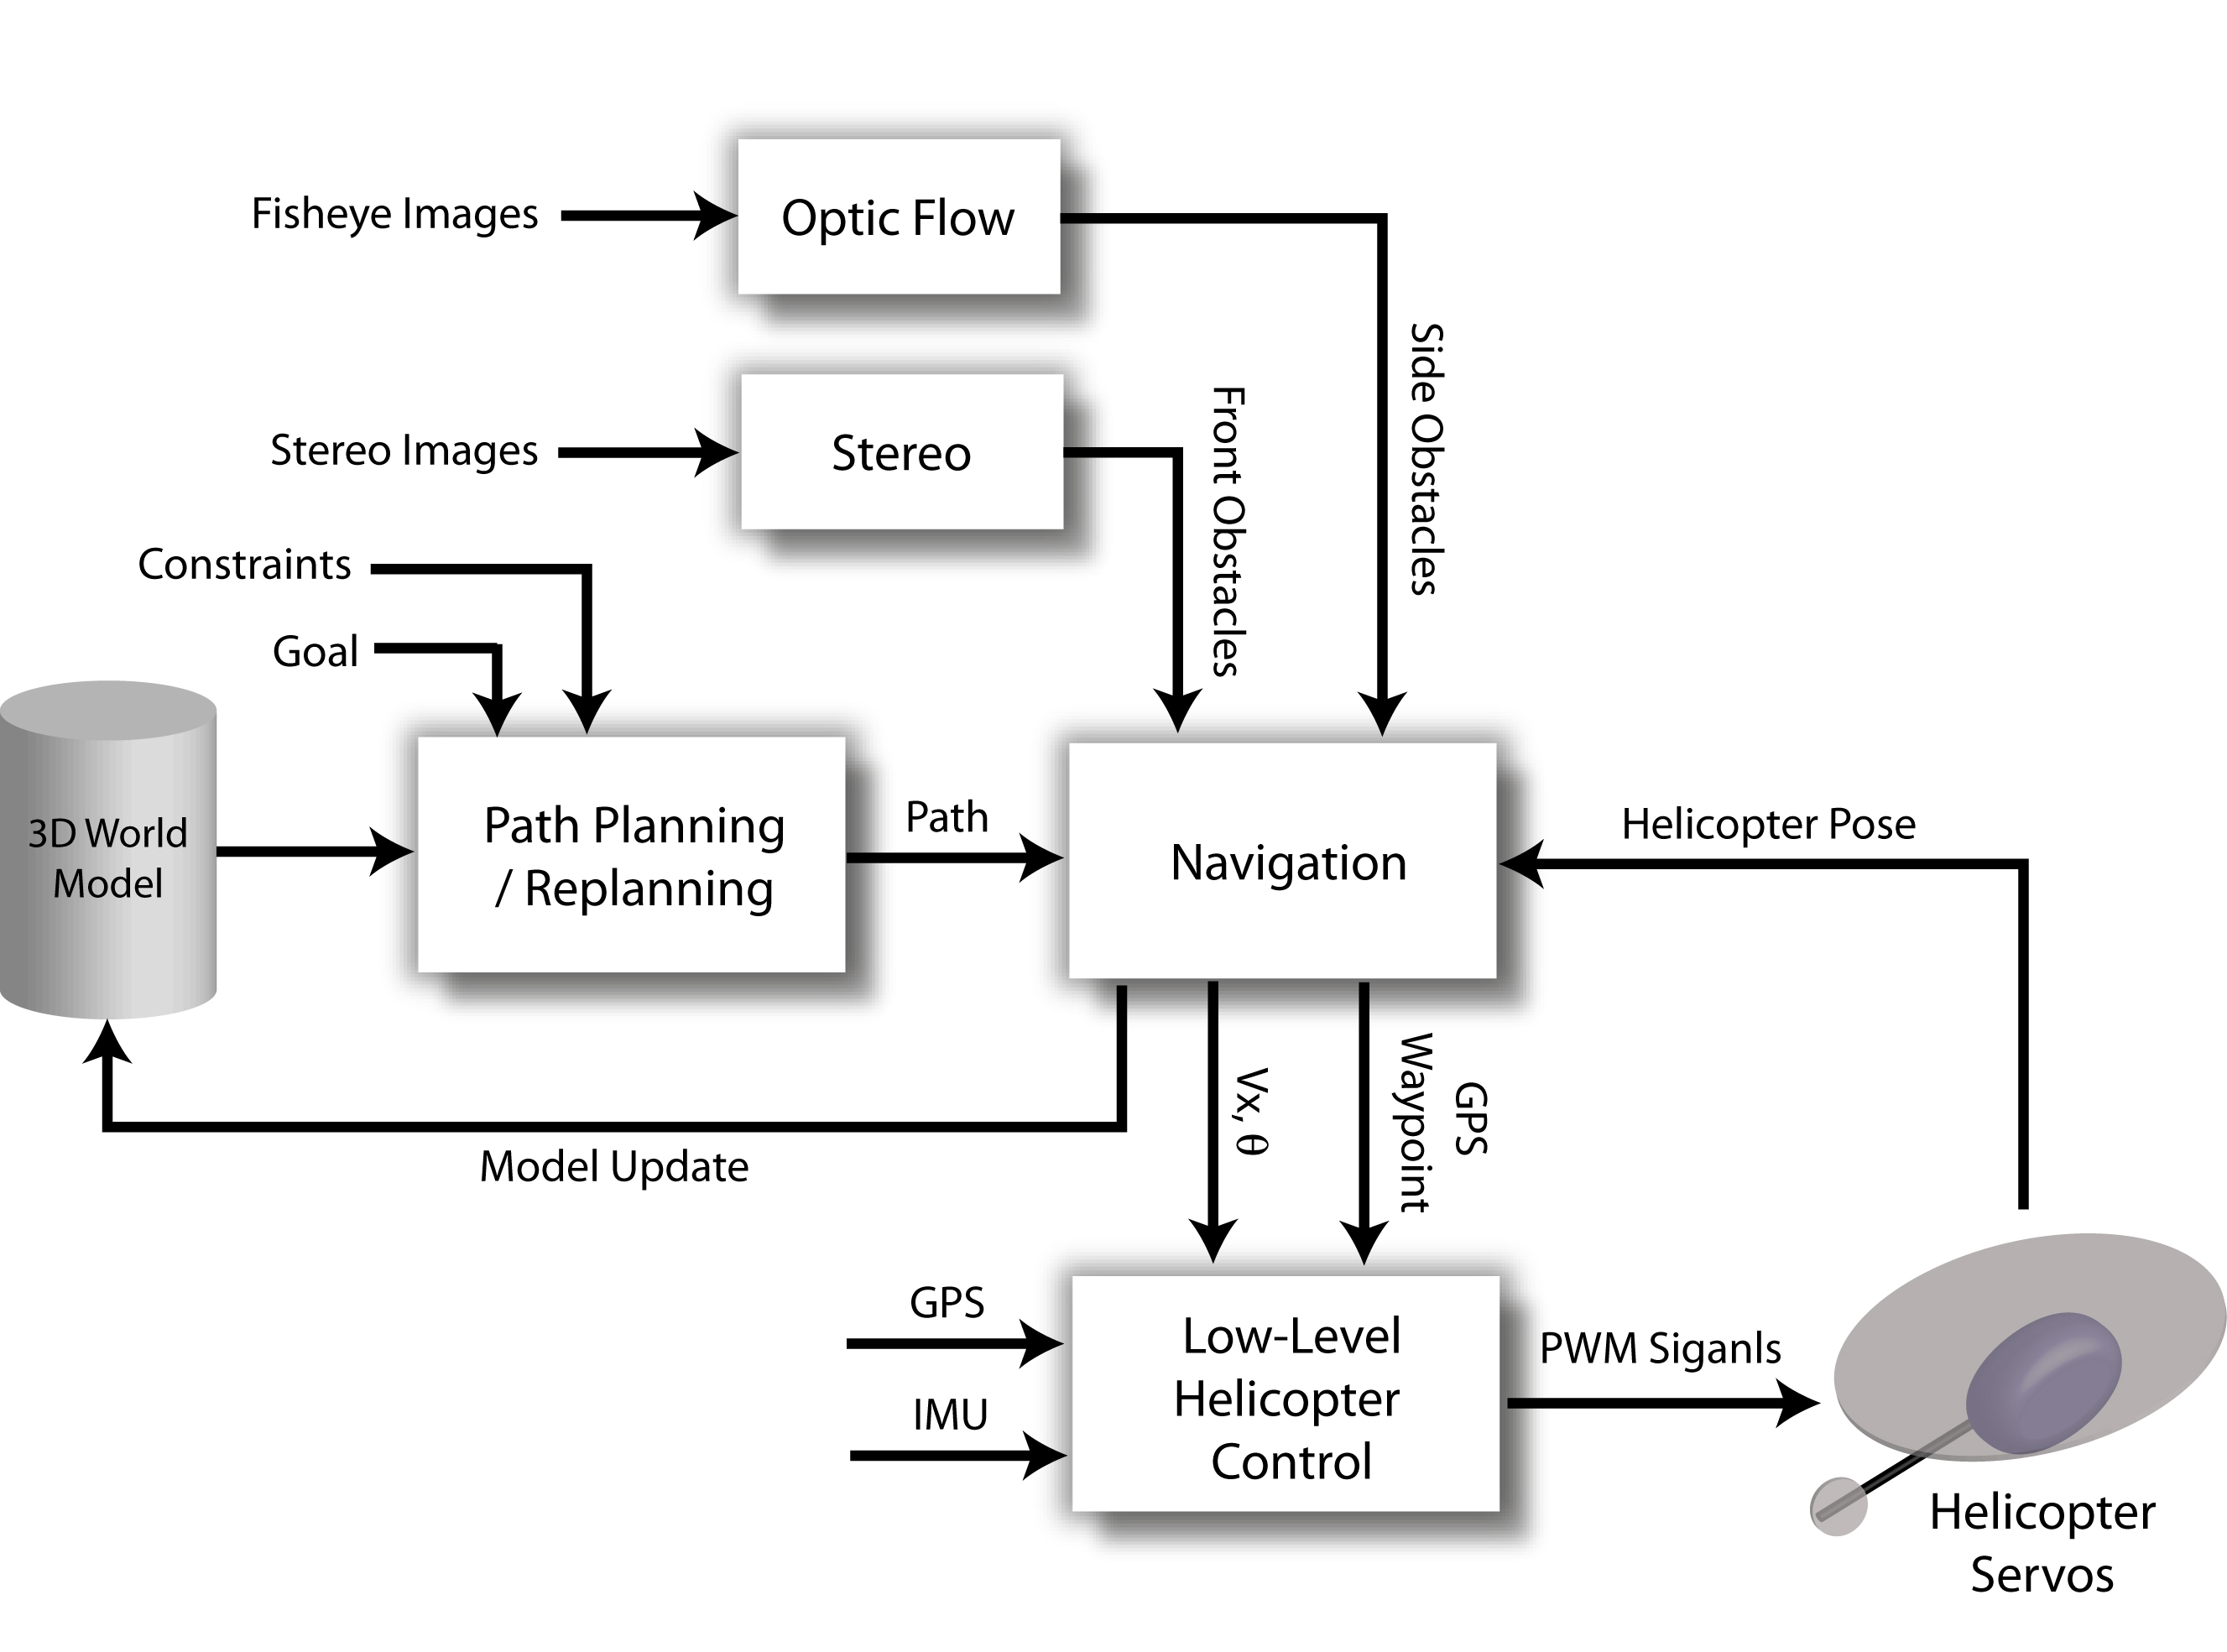 Fisheye Images
Optic Flow
Side Obstacles
Stereo Images
Stereo
Front Obstacles
Constraints
Goal
3D World
Model
Path Planning
/ Replanning
Path
Navigation
Helicopter Pose
Model Update
Vx, θ
GPS
Waypoint
GPS
IMU
Low-Level
Helicopter
Control
PWM Siganls
Helicopter
Servos